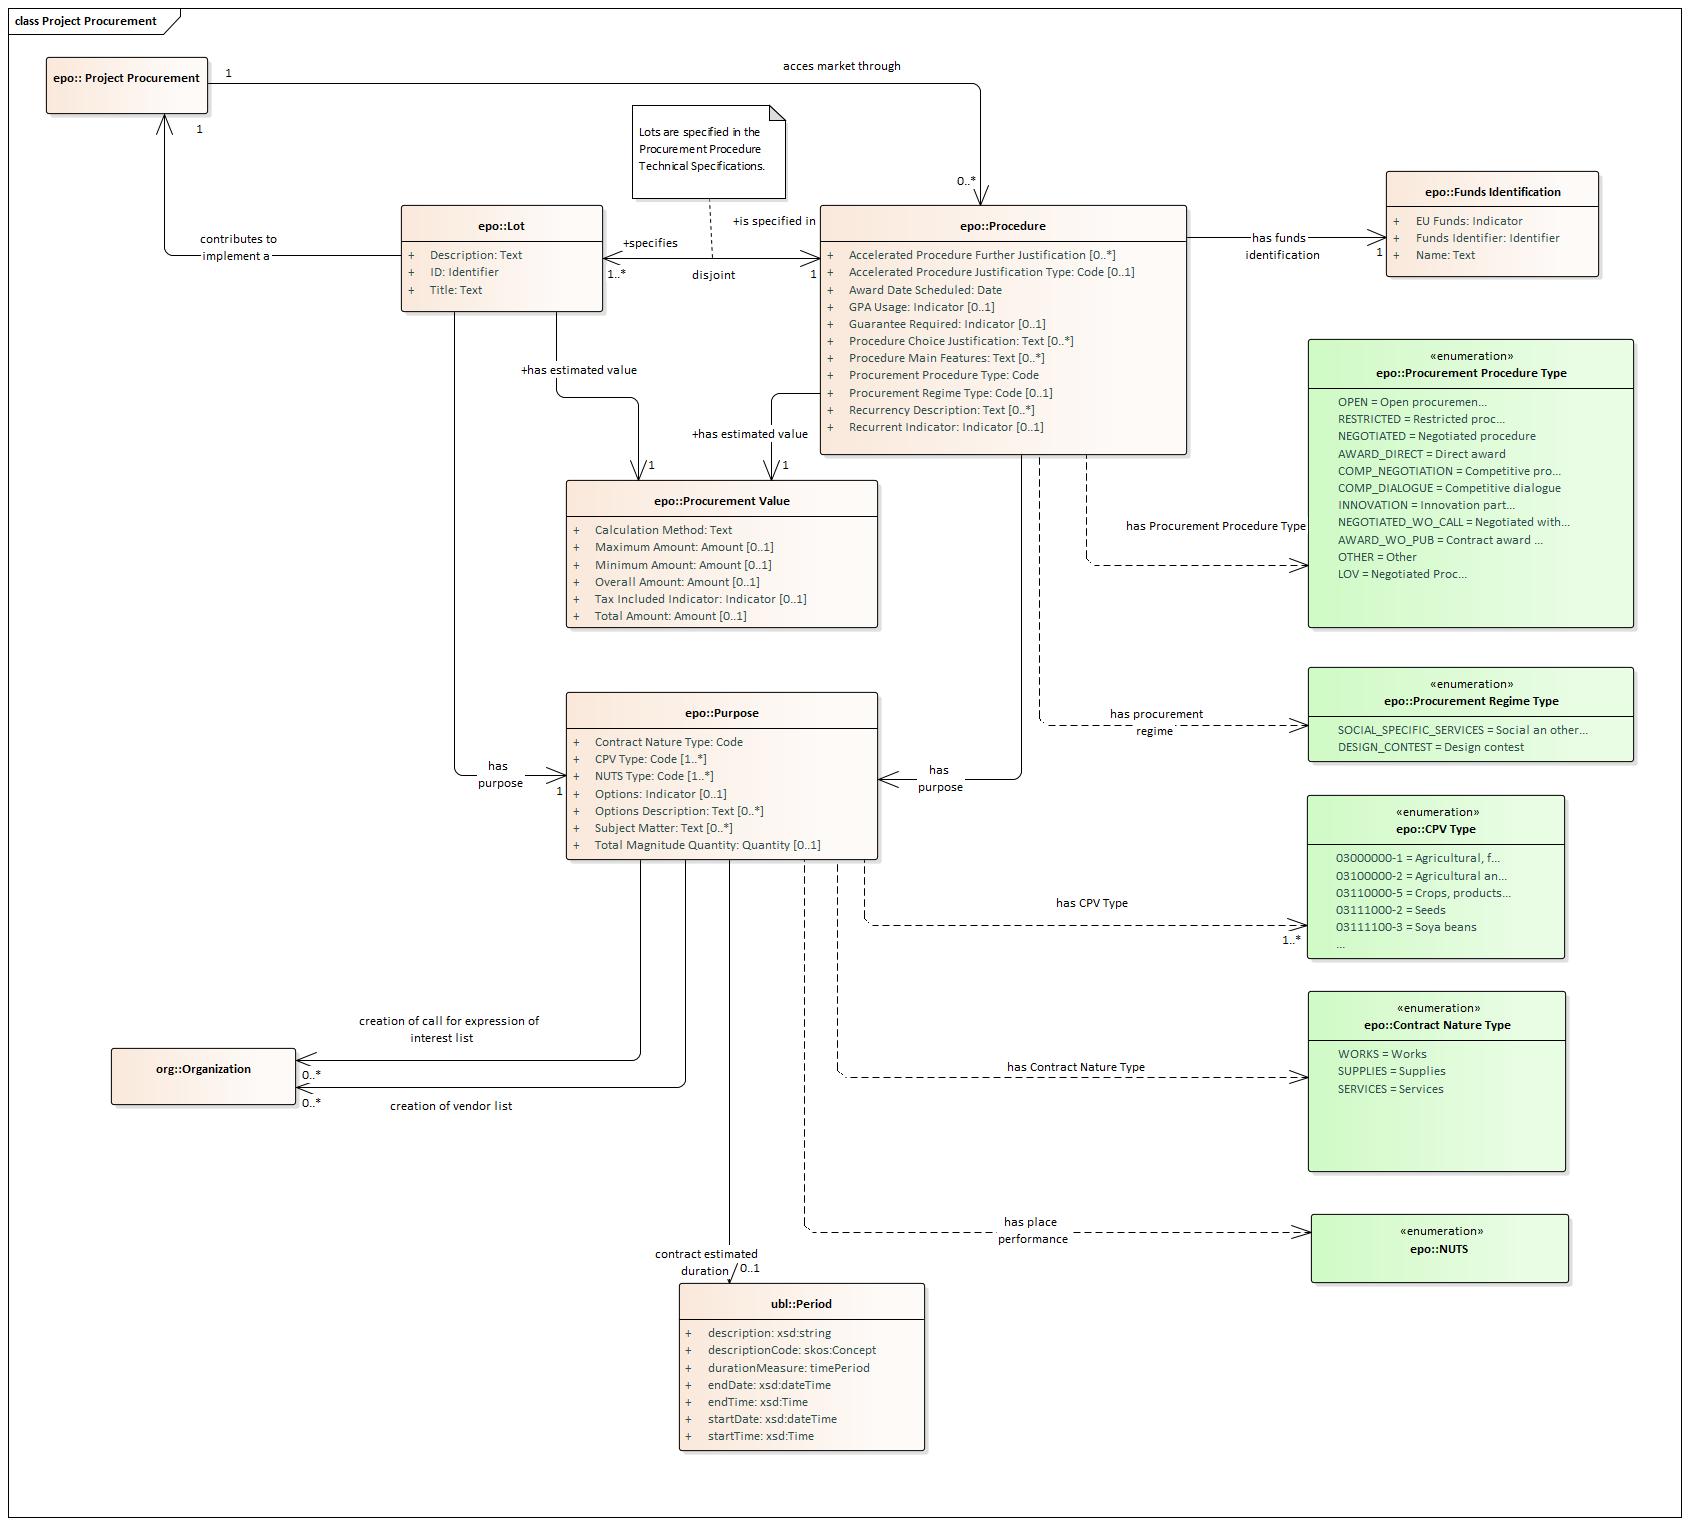 class Project Procurement
epo:: Project Procurement
1
acces market through
1
0..*
Lots are specified in the
Procurement Procedure
Technical Specifications.
contributes to
implement a
epo::Lot
+ Description: Text
+ ID: Identifier
+ Title: Text
+specifies
1..*
disjoint
+is specified in
1
epo::Procedure
+ Accelerated Procedure Further Justification [0..*]
+ Accelerated Procedure Justification Type: Code [0..1]
+ Award Date Scheduled: Date
+ GPA Usage: Indicator [0..1]
+ Guarantee Required: Indicator [0..1]
+ Procedure Choice Justification: Text [0..*]
+ Procedure Main Features: Text [0..*]
+ Procurement Procedure Type: Code
+ Procurement Regime Type: Code [0..1]
+ Recurrency Description: Text [0..*]
+ Recurrent Indicator: Indicator [0..1]
has funds
identification
1
epo::Funds Identification
+ EU Funds: Indicator
+ Funds Identifier: Identifier
+ Name: Text
+has estimated value
1
+has estimated value
1
epo::Procurement Value
+ Calculation Method: Text
+ Maximum Amount: Amount [0..1]
+ Minimum Amount: Amount [0..1]
+ Overall Amount: Amount [0..1]
+ Tax Included Indicator: Indicator [0..1]
+ Total Amount: Amount [0..1]
has Procurement Procedure Type
«enumeration»
epo::Procurement Procedure Type
OPEN = Open procuremen...
RESTRICTED = Restricted proc...
NEGOTIATED = Negotiated procedure
AWARD_DIRECT = Direct award
COMP_NEGOTIATION = Competitive pro...
COMP_DIALOGUE = Competitive dialogue
INNOVATION = Innovation part...
NEGOTIATED_WO_CALL = Negotiated with...
AWARD_WO_PUB = Contract award ...
OTHER = Other
LOV = Negotiated Proc...
has procurement
regime
«enumeration»
epo::Procurement Regime Type
SOCIAL_SPECIFIC_SERVICES = Social an other...
DESIGN_CONTEST = Design contest
has
purpose
1
epo::Purpose
+ Contract Nature Type: Code
+ CPV Type: Code [1..*]
+ NUTS Type: Code [1..*]
+ Options: Indicator [0..1]
+ Options Description: Text [0..*]
+ Subject Matter: Text [0..*]
+ Total Magnitude Quantity: Quantity [0..1]
has
purpose
has CPV Type
1..*
«enumeration»
epo::CPV Type
03000000-1 = Agricultural, f...
03100000-2 = Agricultural an...
03110000-5 = Crops, products...
03111000-2 = Seeds
03111100-3 = Soya beans
...
creation of call for expression of
interest list
0..*
org::Organization
0..*
creation of vendor list
has Contract Nature Type
«enumeration»
epo::Contract Nature Type
WORKS = Works
SUPPLIES = Supplies
SERVICES = Services
has place
performance
«enumeration»
epo::NUTS
contract estimated
duration
0..1
ubl::Period
+ description: xsd:string
+ descriptionCode: skos:Concept
+ durationMeasure: timePeriod
+ endDate: xsd:dateTime
+ endTime: xsd:Time
+ startDate: xsd:dateTime
+ startTime: xsd:Time